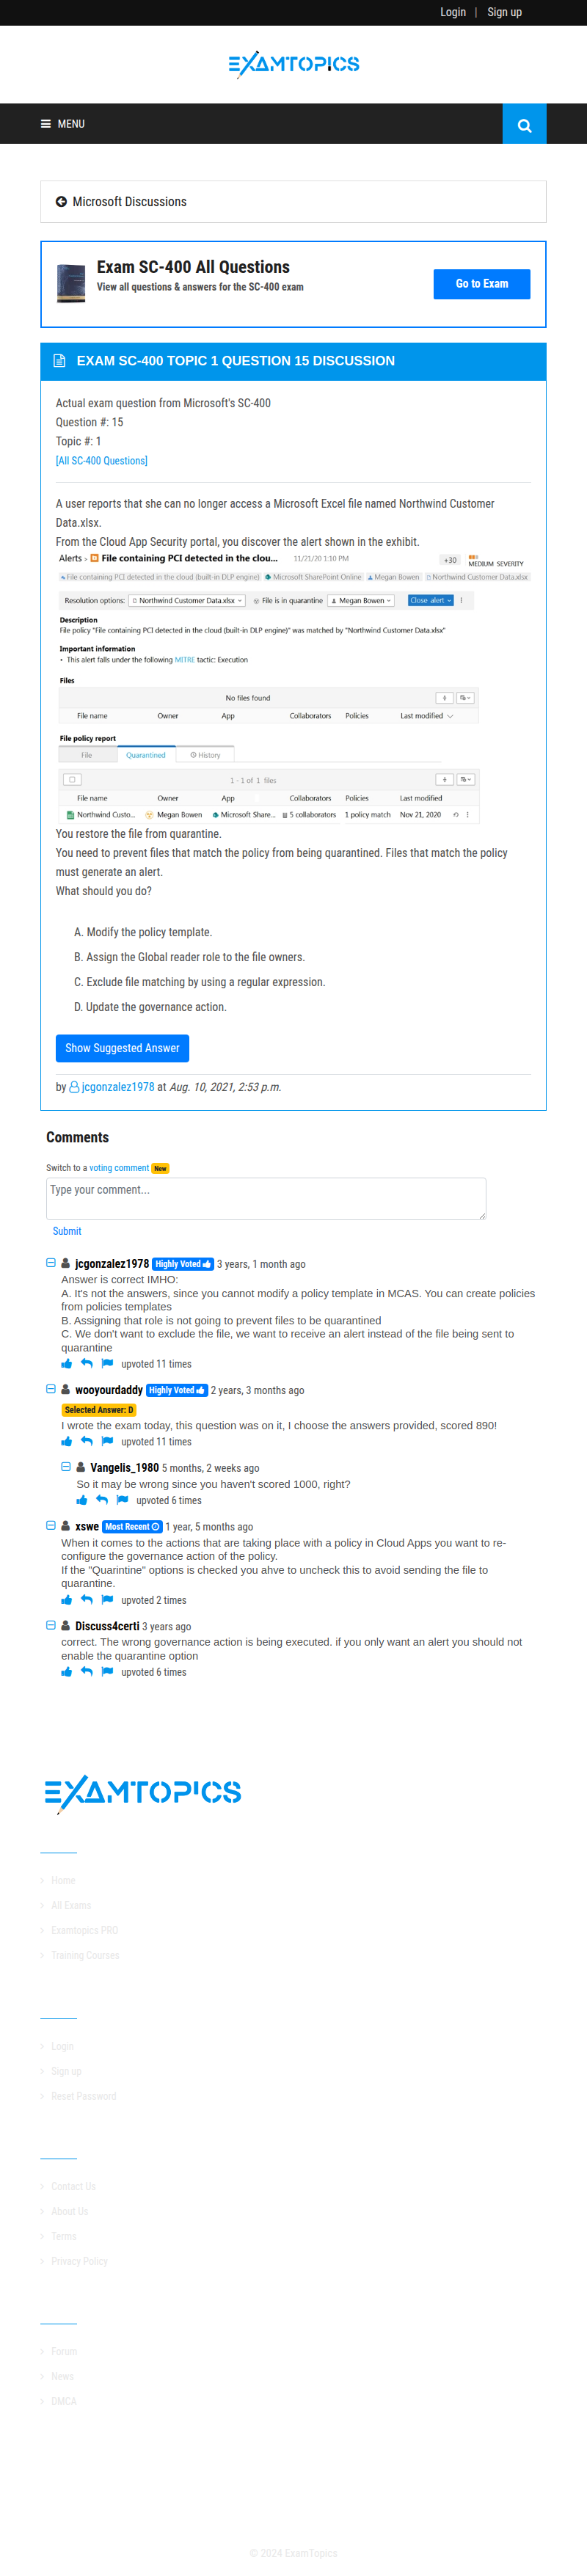 Login | Sign up
EXAMTOPICS
MENU
Microsoft Discussions
Exam SC-400 All Questions
View all questions & answers for the SC-400 exam
Go to Exam
EXAM SC-400 TOPIC 1 QUESTION 15 DISCUSSION
Actual exam question from Microsoft's SC-400
Question #: 15
Topic #: 1
[All SC-400 Questions]
A user reports that she can no longer access a Microsoft Excel file named Northwind Customer
Data.xlsx.
From the Cloud App Security portal, you discover the alert shown in the exhibit.
Alerts > File containing PCI detected in the clou... 11/21/20 1:10 PM +30 MEDIUM SEVERITY
File containing PCI detected in the cloud (built-in DLP engine) Microsoft SharePoint Online Megan Bowen Northwind Customer Data.xlsx
Resolution options: Northwind Customer Data.xlsx File is in quarantine Megan Bowen Close alert
Description
File policy "File containing PCI detected in the cloud (built-in DLP engine)" was matched by "Northwind Customer Data.xlsx"
Important information
• This alert falls under the following MITRE tactic: Execution
Files
No files found
File name Owner App Collaborators Policies Last modified
File policy report
File Quarantined History
1 - 1 of 1 files
File name Owner App Collaborators Policies Last modified
Northwind Custo... Megan Bowen Microsoft Share... 5 collaborators 1 policy match Nov 21, 2020
You restore the file from quarantine.
You need to prevent files that match the policy from being quarantined. Files that match the policy
must generate an alert.
What should you do?
A. Modify the policy template.
B. Assign the Global reader role to the file owners.
C. Exclude file matching by using a regular expression.
D. Update the governance action.
Show Suggested Answer
by jcgonzalez1978 at Aug. 10, 2021, 2:53 p.m.
Comments
Switch to a voting comment New
Type your comment...
Submit
jcgonzalez1978 Highly Voted 3 years, 1 month ago
Answer is correct IMHO:
A. It's not the answers, since you cannot modify a policy template in MCAS. You can create policies
from policies templates
B. Assigning that role is not going to prevent files to be quarantined
C. We don't want to exclude the file, we want to receive an alert instead of the file being sent to
quarantine
upvoted 11 times
wooyourdaddy Highly Voted 2 years, 3 months ago
Selected Answer: D
I wrote the exam today, this question was on it, I choose the answers provided, scored 890!
upvoted 11 times
Vangelis_1980 5 months, 2 weeks ago
So it may be wrong since you haven't scored 1000, right?
upvoted 6 times
xswe Most Recent 1 year, 5 months ago
When it comes to the actions that are taking place with a policy in Cloud Apps you want to re-
configure the governance action of the policy.
If the "Quarintine" options is checked you ahve to uncheck this to avoid sending the file to
quarantine.
upvoted 2 times
Discuss4certi 3 years ago
correct. The wrong governance action is being executed. if you only want an alert you should not
enable the quarantine option
upvoted 6 times
EXAMTOPICS
Home
All Exams
Examtopics PRO
Training Courses
Login
Sign up
Reset Password
Contact Us
About Us
Terms
Privacy Policy
Forum
News
DMCA
© 2024 ExamTopics